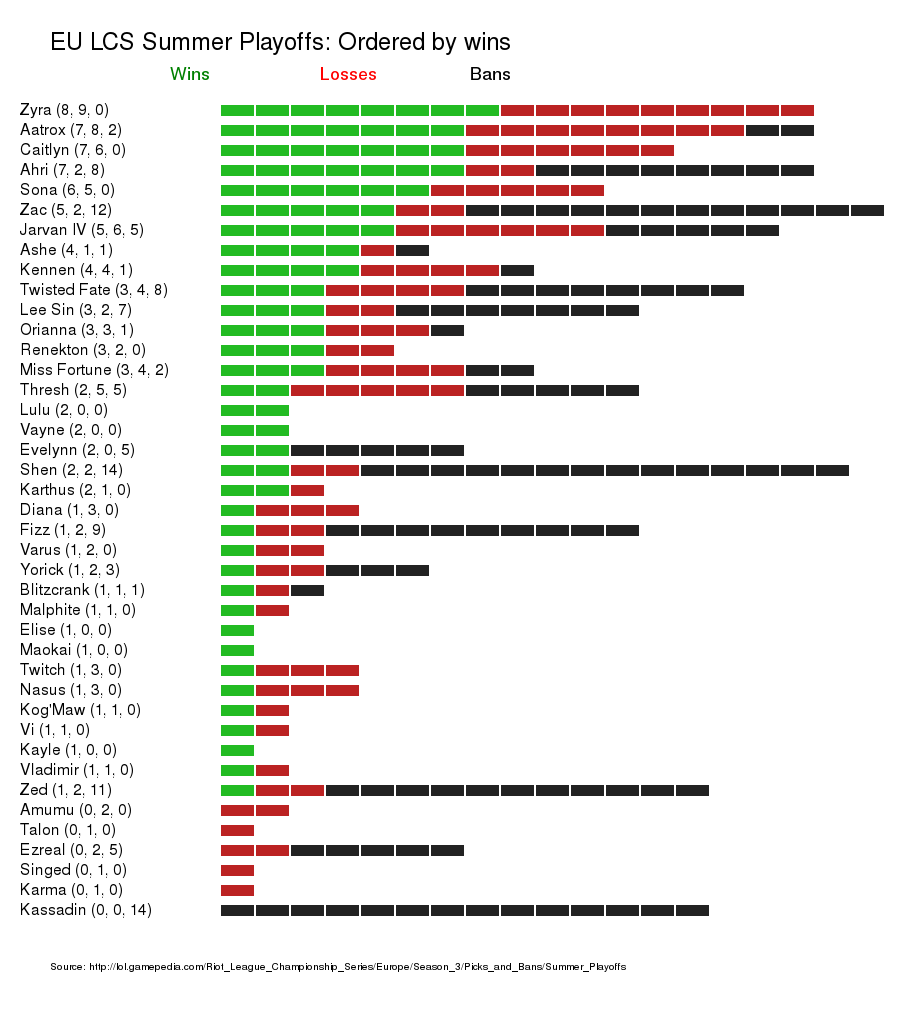 EU LCS Summer Playoffs: Ordered by wins
Wins Losses Bans
Zyra (8, 9, 0)
Aatrox (7, 8, 2)
Caitlyn (7, 6, 0)
Ahri (7, 2, 8)
Sona (6, 5, 0)
Zac (5, 2, 12)
Jarvan IV (5, 6, 5)
Ashe (4, 1, 1)
Kennen (4, 4, 1)
Twisted Fate (3, 4, 8)
Lee Sin (3, 2, 7)
Orianna (3, 3, 1)
Renekton (3, 2, 0)
Miss Fortune (3, 4, 2)
Thresh (2, 5, 5)
Lulu (2, 0, 0)
Vayne (2, 0, 0)
Evelynn (2, 0, 5)
Shen (2, 2, 14)
Karthus (2, 1, 0)
Diana (1, 3, 0)
Fizz (1, 2, 9)
Varus (1, 2, 0)
Yorick (1, 2, 3)
Blitzcrank (1, 1, 1)
Malphite (1, 1, 0)
Elise (1, 0, 0)
Maokai (1, 0, 0)
Twitch (1, 3, 0)
Nasus (1, 3, 0)
Kog'Maw (1, 1, 0)
Vi (1, 1, 0)
Kayle (1, 0, 0)
Vladimir (1, 1, 0)
Zed (1, 2, 11)
Amumu (0, 2, 0)
Talon (0, 1, 0)
Ezreal (0, 2, 5)
Singed (0, 1, 0)
Karma (0, 1, 0)
Kassadin (0, 0, 14)
Source: http://lol.gamepedia.com/Riot_League_Championship_Series/Europe/Season_3/Picks_and_Bans/Summer_Playoffs